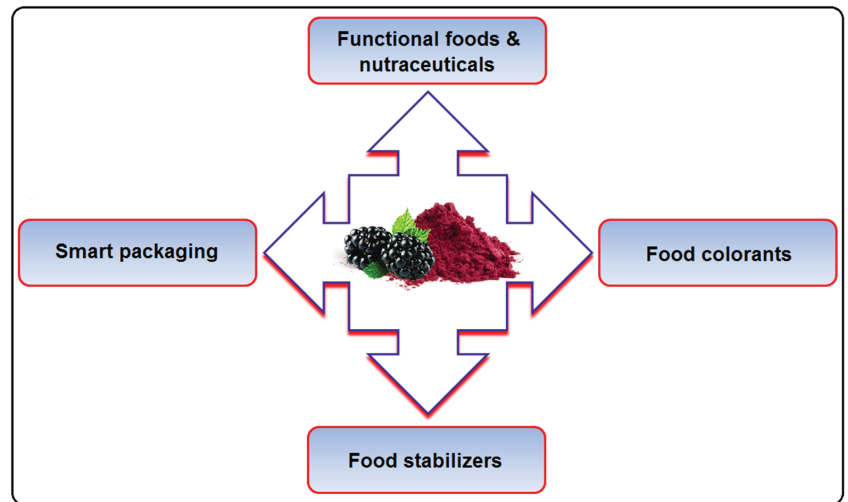 Functional foods &
nutraceuticals
Smart packaging
Food colorants
Food stabilizers